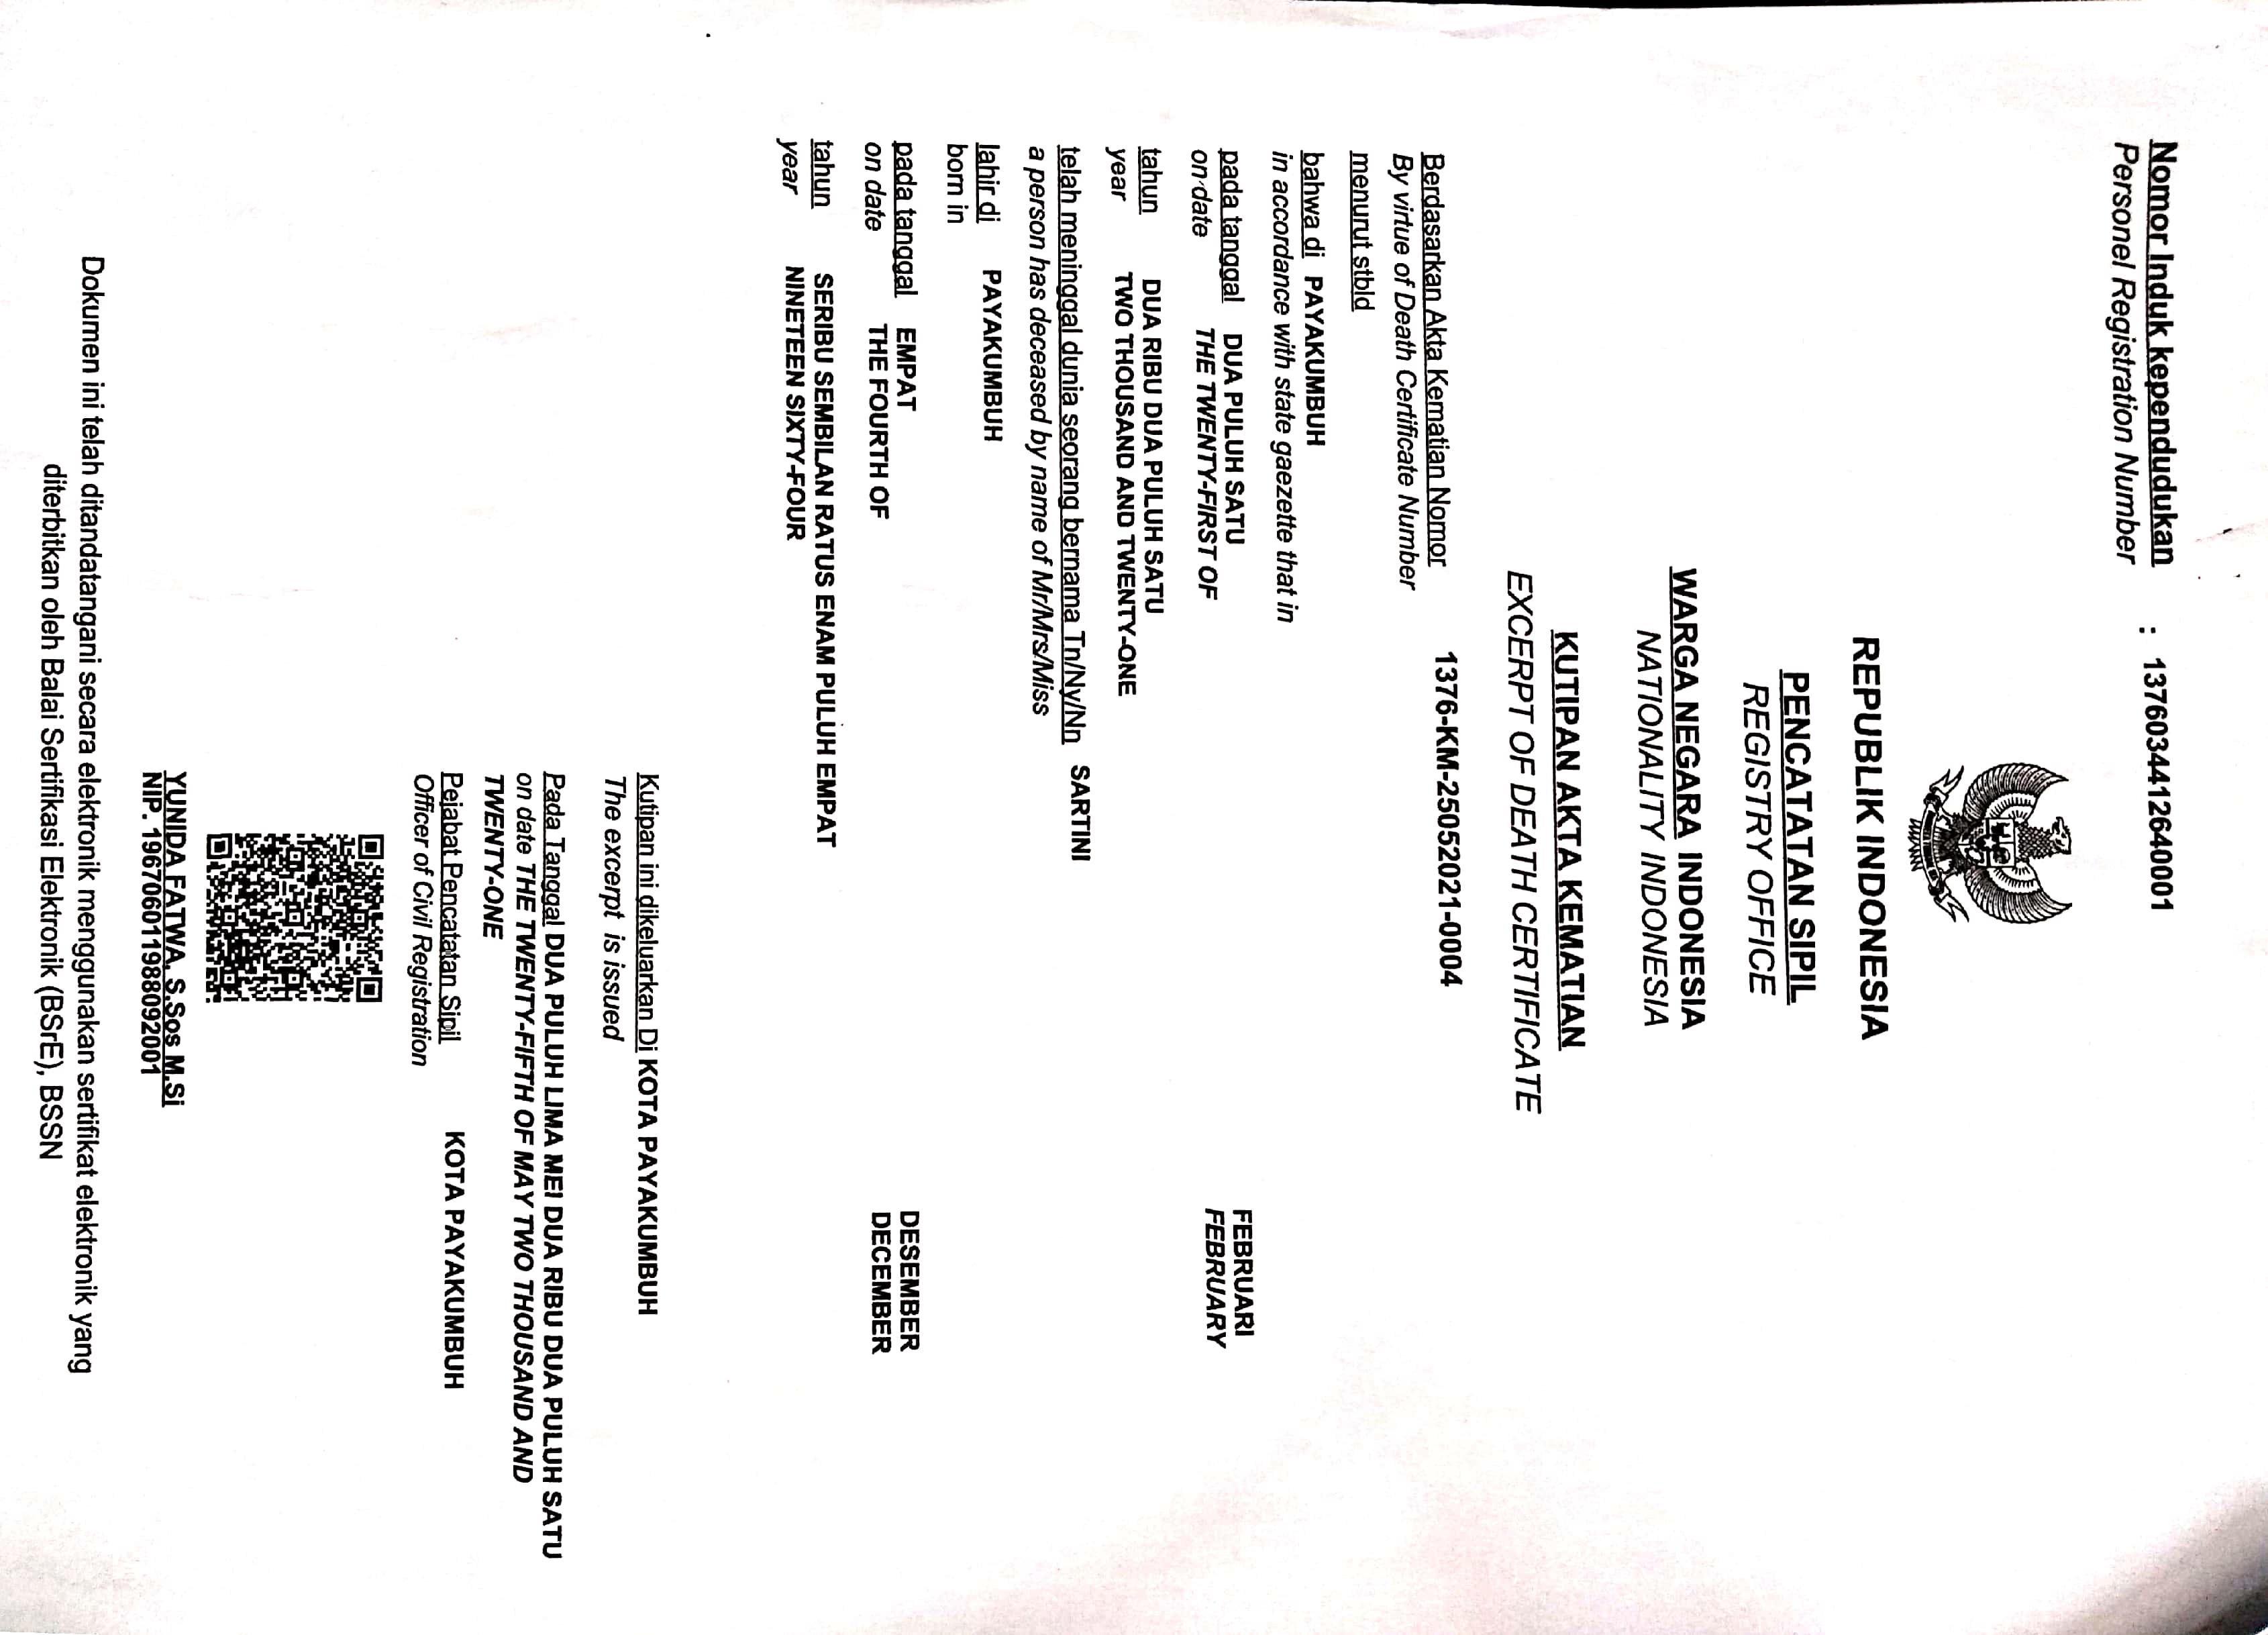 Nomor Induk kependudukan : 1376034412640001
Personel Registration Number
REPUBLIK INDONESIA
PENCATATAN SIPIL
REGISTRY OFFICE
WARGA NEGARA INDONESIA
NATIONALITY INDONESIA
KUTIPAN AKTA KEMATIAN
EXCERPT OF DEATH CERTIFICATE
Berdasarkan Akta Kematian Nomor 1376-KM-25052021-0004
By virtue of Death Certificate Number
menurut stbld
bahwa di PAYAKUMBUH
in accordance with state gaezette that in
pada tanggal DUA PULUH SATU FEBRUARI
on date THE TWENTY-FIRST OF FEBRUARY
tahun DUA RIBU DUA PULUH SATU
year TWO THOUSAND AND TWENTY-ONE
telah meninggal dunia seorang bernama Tn/Ny/Nn SARTINI
a person has deceased by name of Mr/Mrs/Miss
lahir di PAYAKUMBUH
born in
pada tanggal EMPAT DESEMBER
on date THE FOURTH OF DECEMBER
tahun SERIBU SEMBILAN RATUS ENAM PULUH EMPAT
year NINETEEN SIXTY-FOUR
Kutipan ini dikeluarkan Di KOTA PAYAKUMBUH
The excerpt is issued
Pada Tanggal DUA PULUH LIMA MEI DUA RIBU DUA PULUH SATU
on date THE TWENTY-FIFTH OF MAY TWO THOUSAND AND
TWENTY-ONE
Pejabat Pencatatan Sipil KOTA PAYAKUMBUH
Officer of Civil Registration
YUNIDA FATWA, S.Sos M.Si
NIP. 196706011988092001
Dokumen ini telah ditandatangani secara elektronik menggunakan sertifikat elektronik yang
diterbitkan oleh Balai Sertifikasi Elektronik (BSrE), BSSN